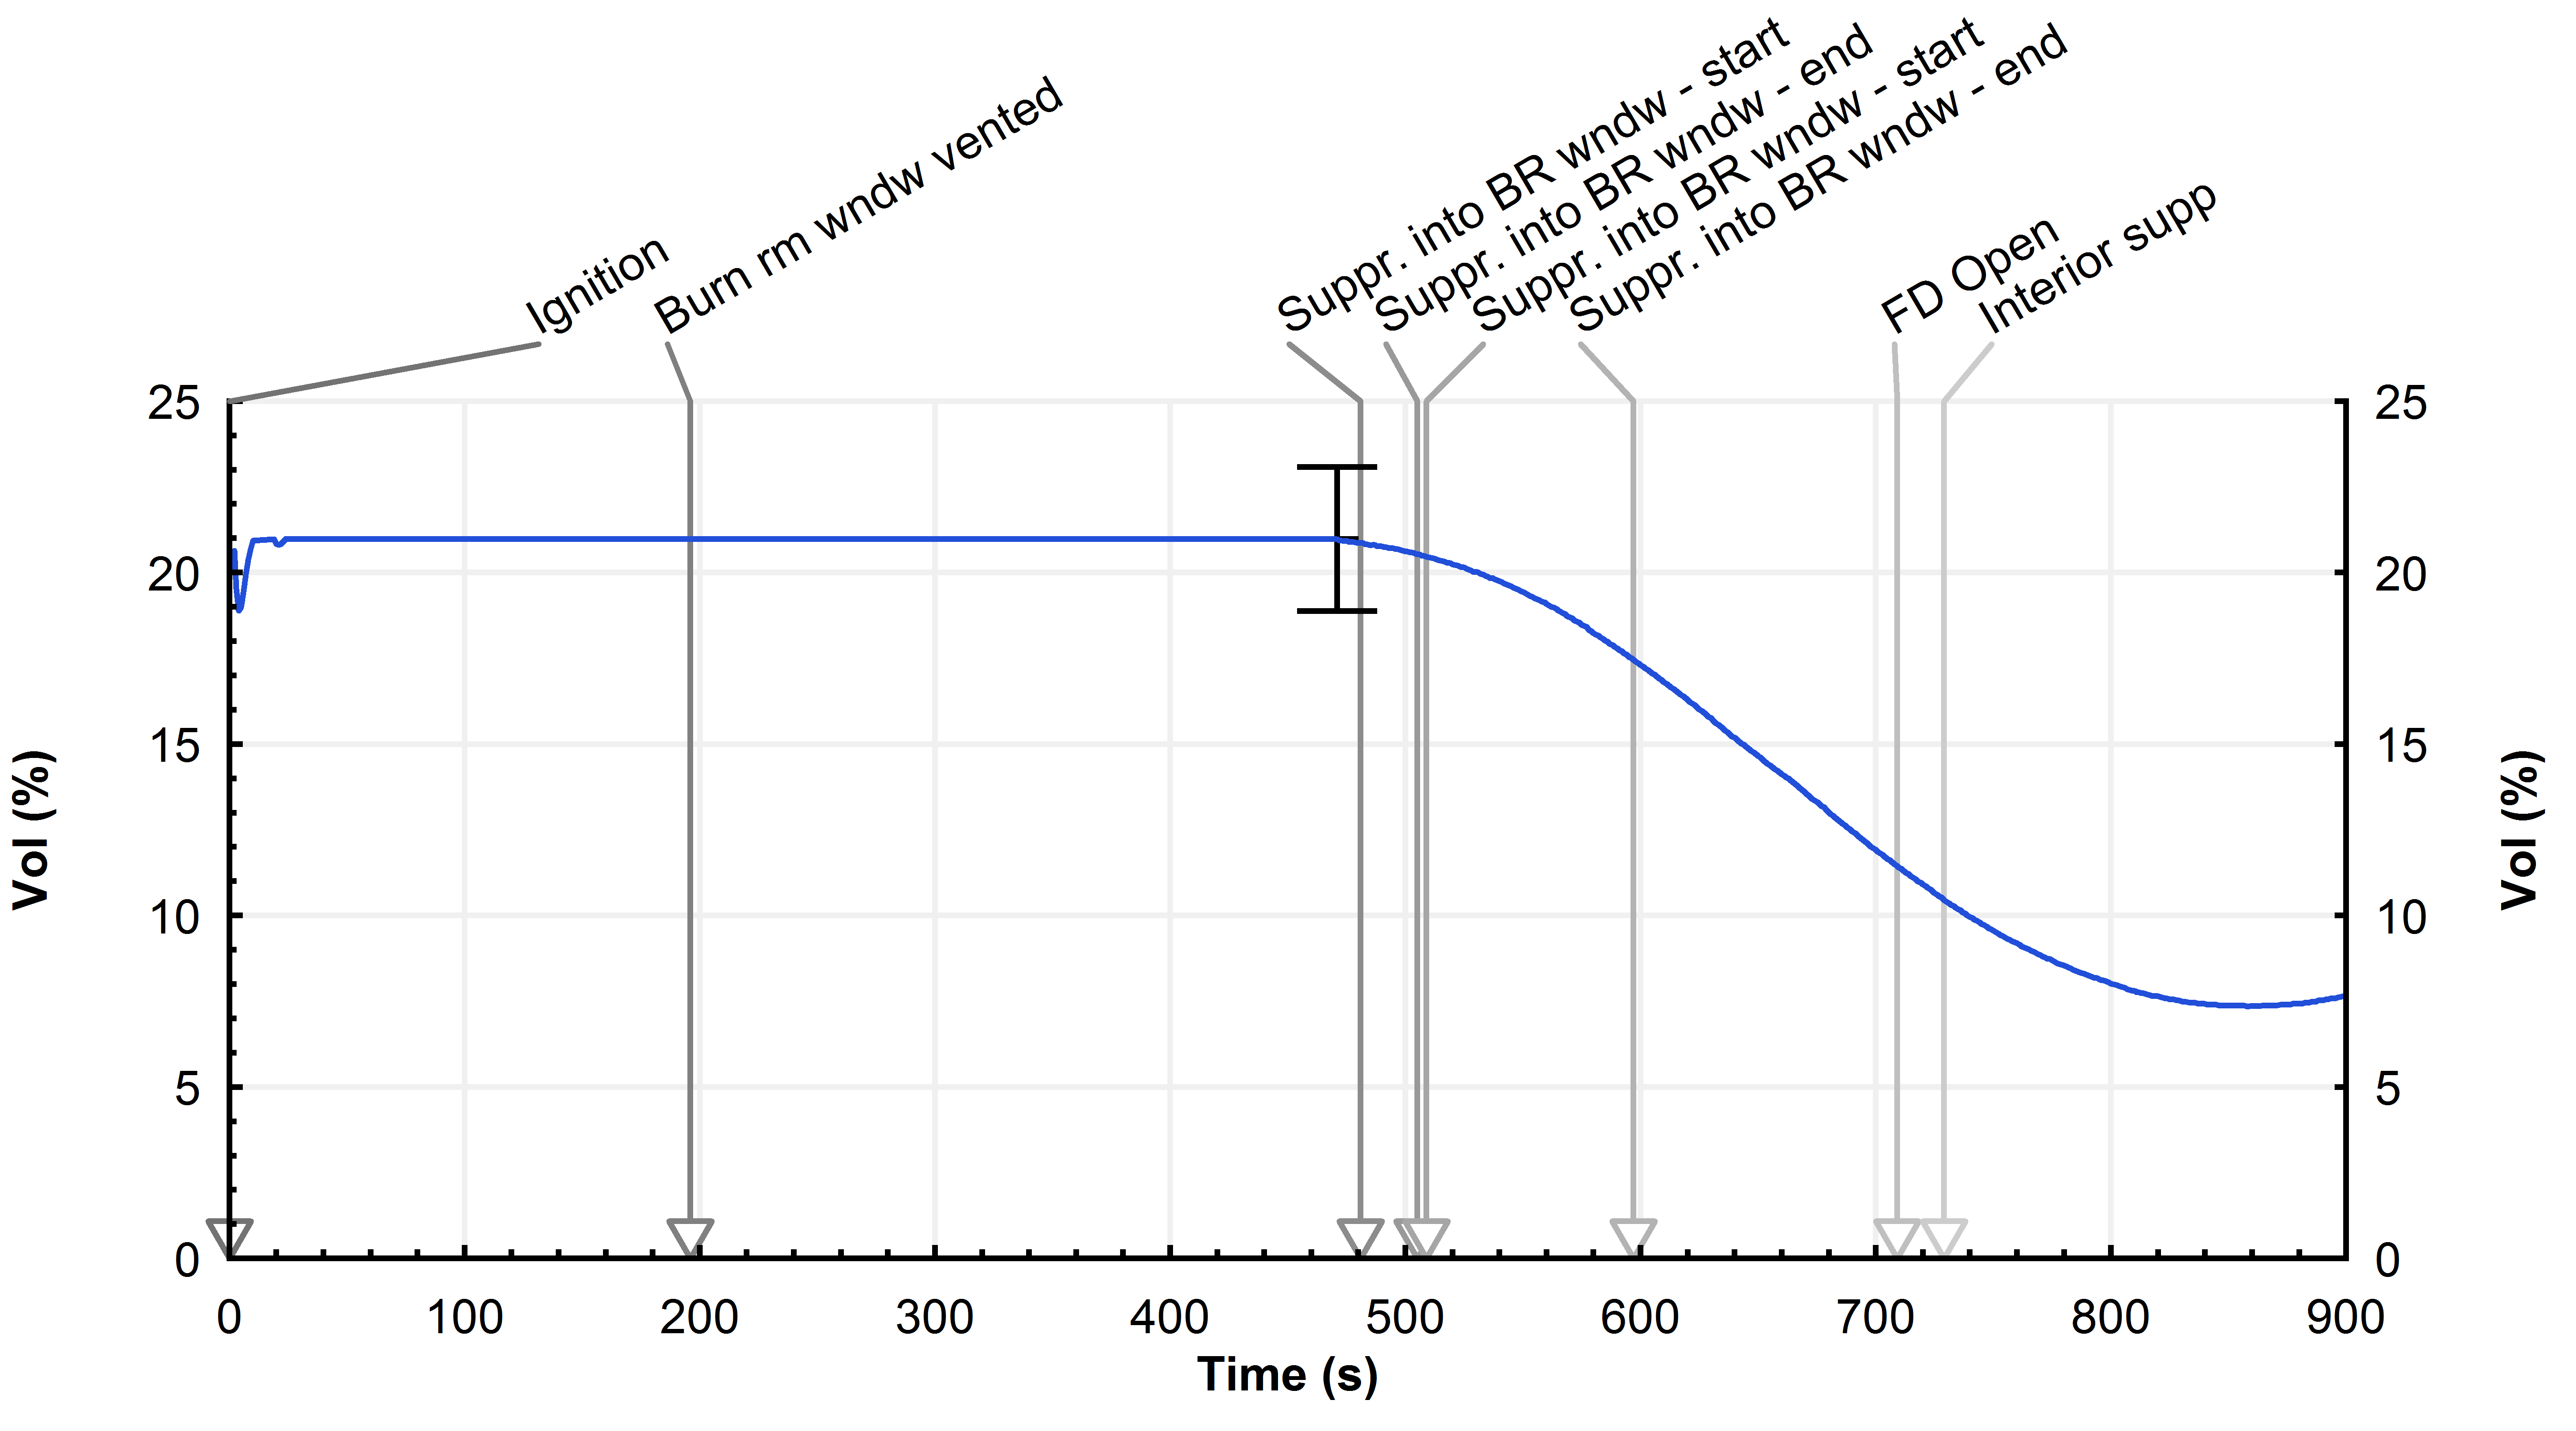 Ignition
Burn rm wndw vented
Suppr. into BR wndw - start
Suppr. into BR wndw - end
Suppr. into BR wndw - start
Suppr. into BR wndw - end
FD Open
Interior supp
25
20
15
10
5
0
Vol (%)
25
20
15
10
5
0
Vol (%)
0 100 200 300 400 500 600 700 800 900
Time (s)